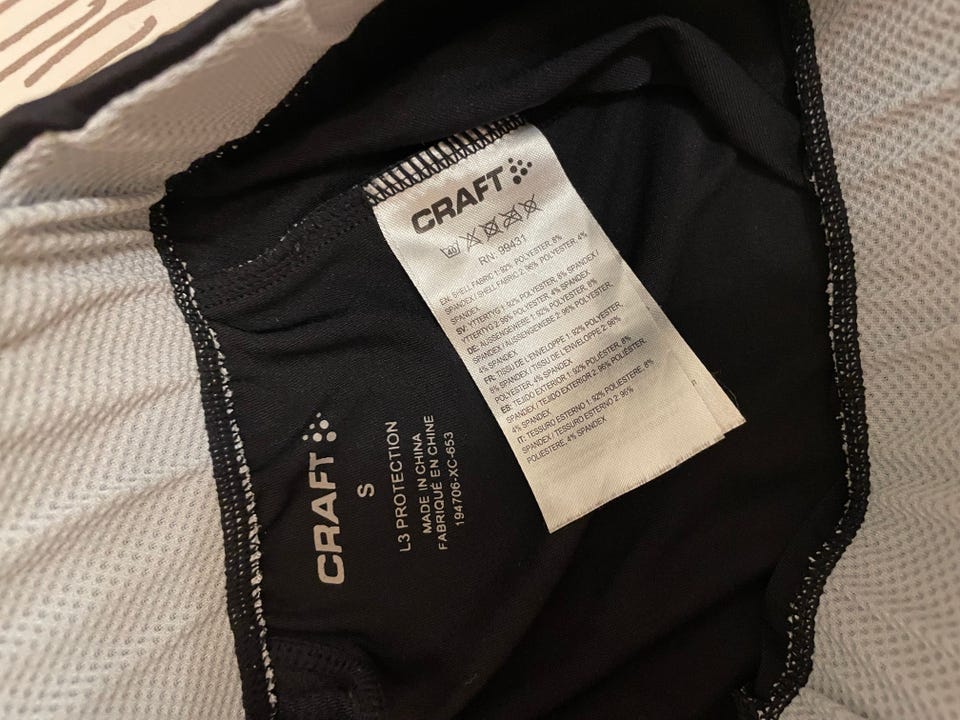 CRAFT
40
RN: 99431
EN: SHELL FABRIC 1: 92% POLYESTER, 8%
SPANDEX / SHELL FABRIC 2: 96% POLYESTER, 4%
SPANDEX
SV: YTTERTYG 1: 92% POLYESTER, 8% SPANDEX /
YTTERTYG 2: 96% POLYESTER, 4% SPANDEX
DE: AUSSENGEWEBE 1: 92% POLYESTER, 8%
SPANDEX / AUSSENGEWEBE 2: 96% POLYESTER,
4% SPANDEX
FR: TISSU DE L'ENVELOPPE 1: 92% POLYESTER,
8% SPANDEX / TISSU DE L'ENVELOPPE 2: 96%
POLYESTER, 4% SPANDEX
ES: TEJIDO EXTERIOR 1: 92% POLIÉSTER, 8%
SPANDEX / TEJIDO EXTERIOR 2: 96% POLIÉSTER,
4% SPANDEX
IT: TESSURO ESTERNO 1: 92% POLIESTERE, 8%
SPANDEX / TESSURO ESTERNO 2: 96%
POLIESTERE, 4% SPANDEX
CRAFT
S
L3 PROTECTION
MADE IN CHINA
FABRIQUÉ EN CHINE
194706-XC-653